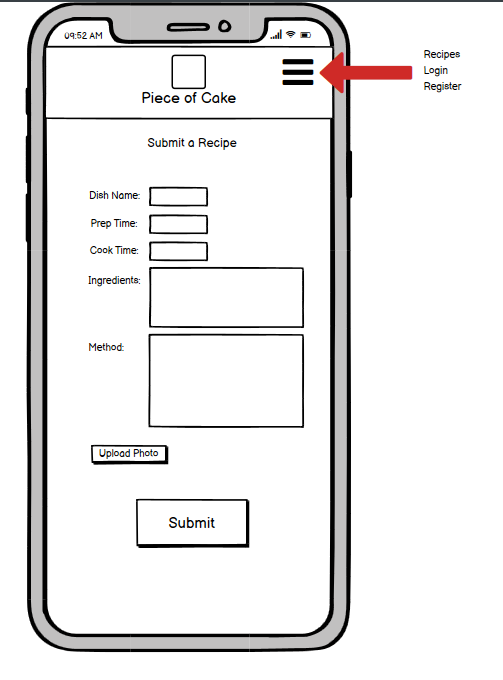 09:52 AM
Piece of Cake
Recipes
Login
Register
Submit a Recipe
Dish Name:
Prep Time:
Cook Time:
Ingredients:
Method:
Upload Photo
Submit